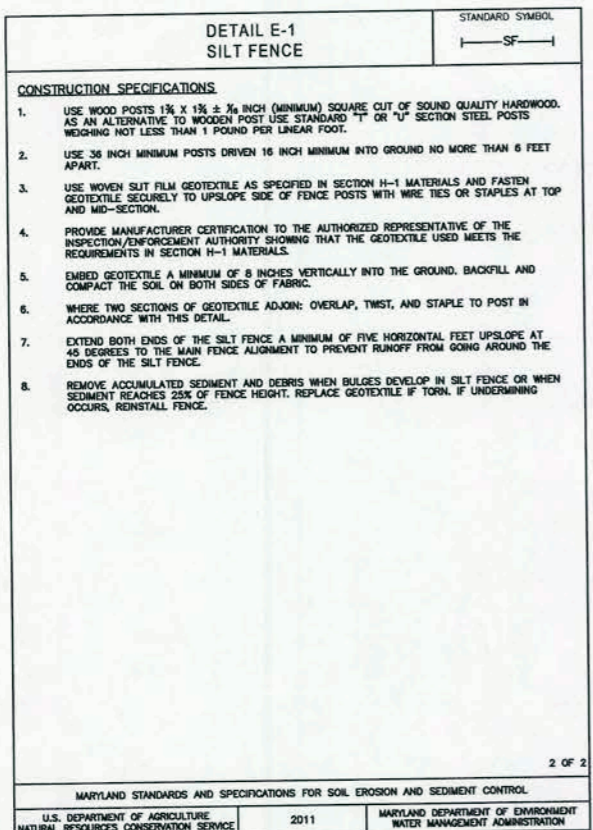 DETAIL E-1
SILT FENCE
STANDARD SYMBOL
SF
CONSTRUCTION SPECIFICATIONS
1. USE WOOD POSTS 1¾ X 1¾ ± 1/16 INCH (MINIMUM) SQUARE CUT OF SOUND QUALITY HARDWOOD.
AS AN ALTERNATIVE TO WOODEN POST USE STANDARD "T" OR "U" SECTION STEEL POSTS
WEIGHING NOT LESS THAN 1 POUND PER LINEAR FOOT.
2. USE 36 INCH MINIMUM POSTS DRIVEN 16 INCH MINIMUM INTO GROUND NO MORE THAN 6 FEET
APART.
3. USE WOVEN SLIT FILM GEOTEXTILE AS SPECIFIED IN SECTION H-1 MATERIALS AND FASTEN
GEOTEXTILE SECURELY TO UPSLOPE SIDE OF FENCE POSTS WITH WIRE TIES OR STAPLES AT TOP
AND MID-SECTION.
4. PROVIDE MANUFACTURER CERTIFICATION TO THE AUTHORIZED REPRESENTATIVE OF THE
INSPECTION/ENFORCEMENT AUTHORITY SHOWING THAT THE GEOTEXTILE USED MEETS THE
REQUIREMENTS IN SECTION H-1 MATERIALS.
5. EMBED GEOTEXTILE A MINIMUM OF 8 INCHES VERTICALLY INTO THE GROUND. BACKFILL AND
COMPACT THE SOIL ON BOTH SIDES OF FABRIC.
6. WHERE TWO SECTIONS OF GEOTEXTILE ADJOIN: OVERLAP, TWIST, AND STAPLE TO POST IN
ACCORDANCE WITH THIS DETAIL.
7. EXTEND BOTH ENDS OF THE SILT FENCE A MINIMUM OF FIVE HORIZONTAL FEET UPSLOPE AT
45 DEGREES TO THE MAIN FENCE ALIGNMENT TO PREVENT RUNOFF FROM GOING AROUND THE
ENDS OF THE SILT FENCE.
8. REMOVE ACCUMULATED SEDIMENT AND DEBRIS WHEN BULGES DEVELOP IN SILT FENCE OR WHEN
SEDIMENT REACHES 25% OF FENCE HEIGHT. REPLACE GEOTEXTILE IF TORN. IF UNDERMINING
OCCURS, REINSTALL FENCE.
2 OF 2
MARYLAND STANDARDS AND SPECIFICATIONS FOR SOIL EROSION AND SEDIMENT CONTROL
U.S. DEPARTMENT OF AGRICULTURE
NATURAL RESOURCES CONSERVATION SERVICE
2011
MARYLAND DEPARTMENT OF ENVIRONMENT
WATER MANAGEMENT ADMINISTRATION